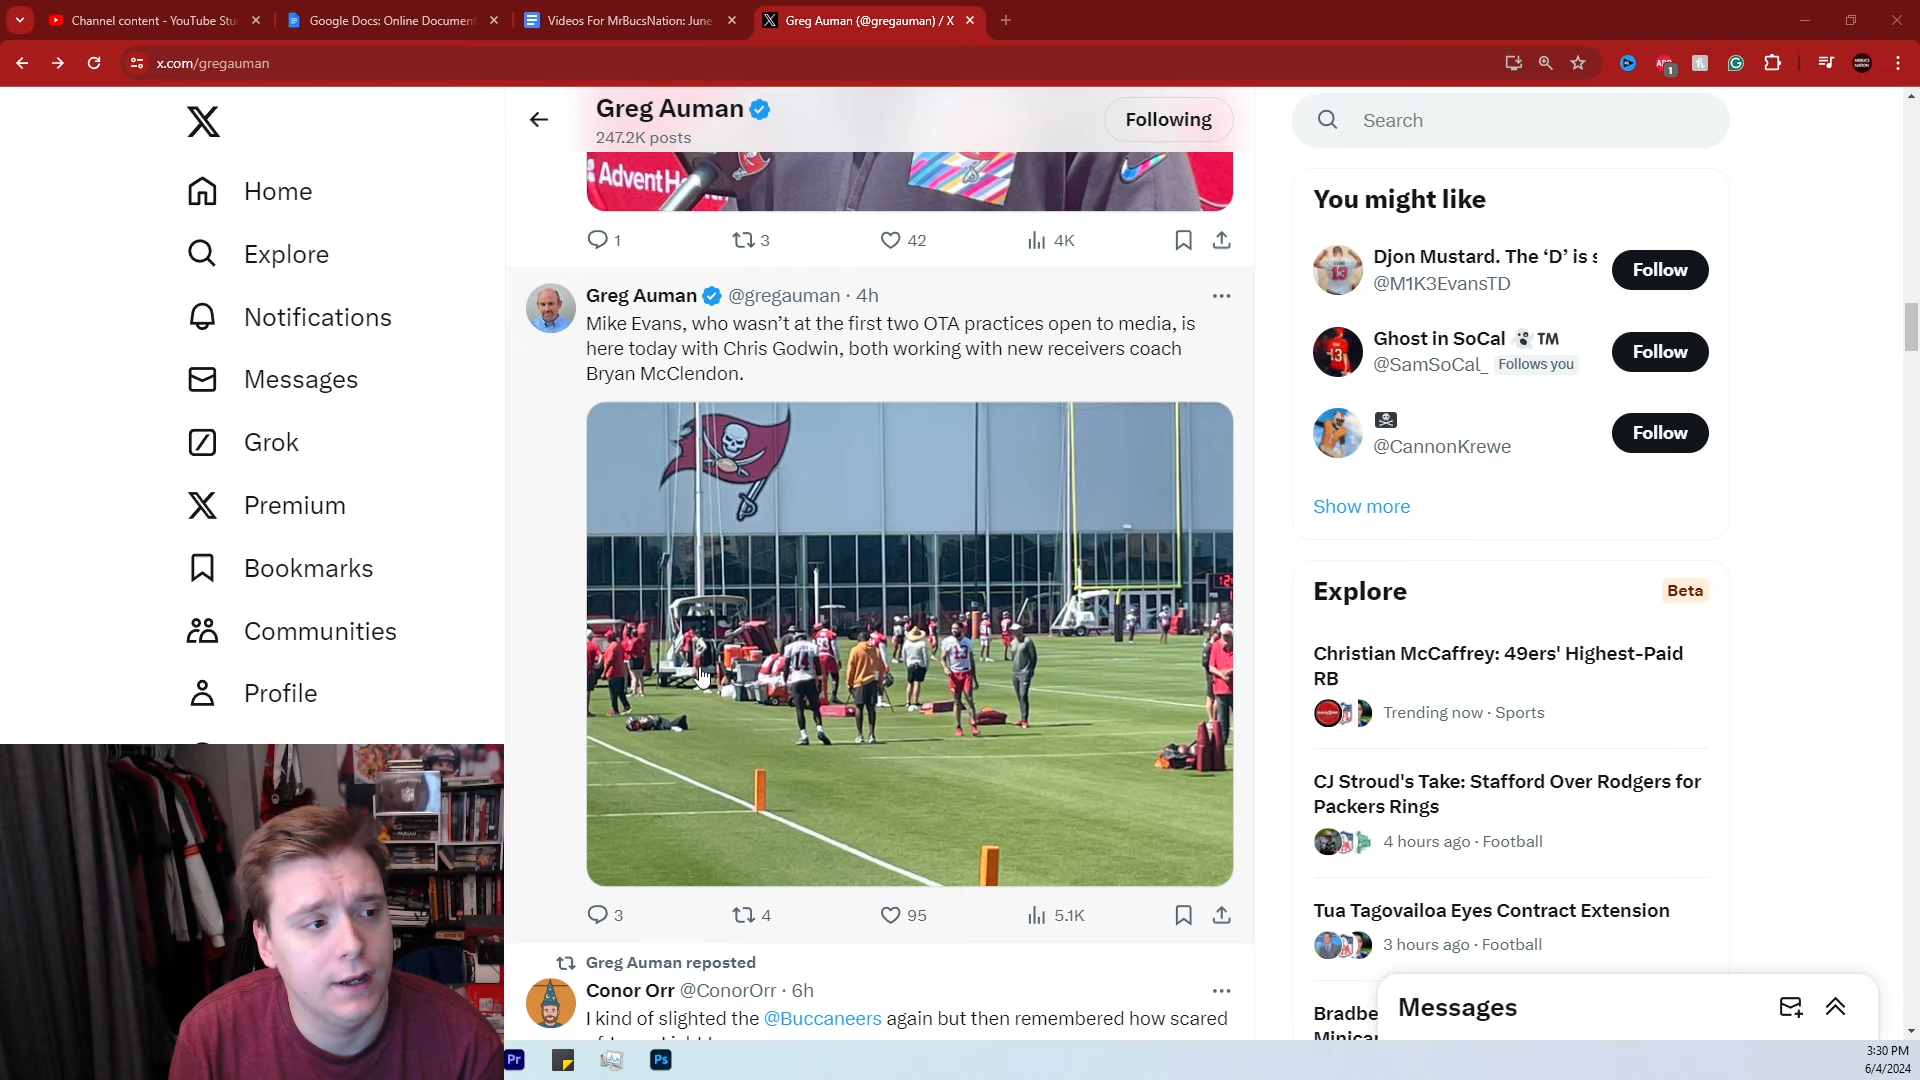 Channel content - YouTube Stu
Google Docs: Online Document
Videos For MrBucsNation: June
Greg Auman (@gregauman) / X
x.com/gregauman
Greg Auman
247.2K posts
Following
Search
Home
Explore
Notifications
Messages
Grok
Premium
Bookmarks
Communities
Profile
AdventH
1
3
42
4K
Greg Auman @gregauman · 4h
Mike Evans, who wasn’t at the first two OTA practices open to media, is
here today with Chris Godwin, both working with new receivers coach
Bryan McClendon.
14
13
3
4
95
5.1K
Greg Auman reposted
Conor Orr @ConorOrr · 6h
I kind of slighted the @Buccaneers again but then remembered how scared
You might like
Djon Mustard. The ‘D’ is s
@M1K3EvansTD
Follow
Ghost in SoCal TM
@SamSoCal_ Follows you
Follow
@CannonKrewe
Follow
Show more
Explore
Beta
Christian McCaffrey: 49ers' Highest-Paid
RB
Trending now · Sports
CJ Stroud's Take: Stafford Over Rodgers for
Packers Rings
4 hours ago · Football
Tua Tagovailoa Eyes Contract Extension
3 hours ago · Football
Bradbe
Messages
Pr
Ps
3:30 PM
6/4/2024